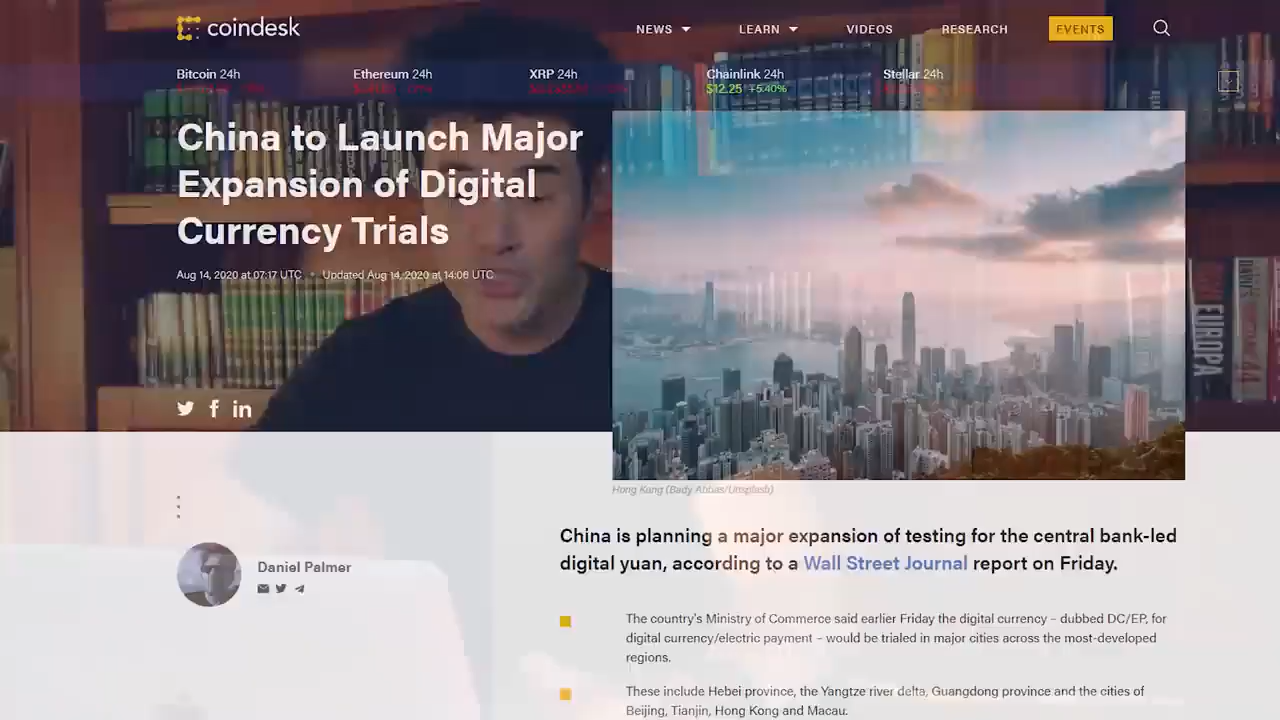 coindesk
NEWS
LEARN
VIDEOS
RESEARCH
EVENTS
Bitcoin 24h
Ethereum 24h
XRP 24h
Chainlink 24h
Stellar 24h
$12.25 +5.40%
China to Launch Major
Expansion of Digital
Currency Trials
Aug 14, 2020 at 07:17 UTC • Updated Aug 14, 2020 at 14:06 UTC
EUROPA
Hong Kong (Bady Abbas/Unsplash)
China is planning a major expansion of testing for the central bank-led
digital yuan, according to a Wall Street Journal report on Friday.
Daniel Palmer
The country's Ministry of Commerce said earlier Friday the digital currency – dubbed DC/EP, for
digital currency/electric payment – would be trialed in major cities across the most-developed
regions.
These include Hebei province, the Yangtze river delta, Guangdong province and the cities of
Beijing, Tianjin, Hong Kong and Macau.